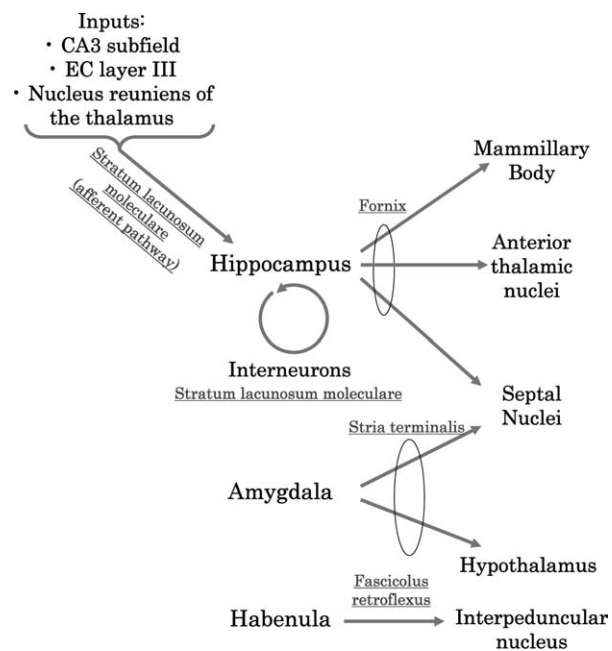 Inputs:
・CA3 subfield
・EC layer III
・Nucleus reuniens of
the thalamus
Stratum lacunosum
moleculare
(afferent pathway)
Hippocampus
Interneurons
Stratum lacunosum moleculare
Fornix
Mammillary
Body
Anterior
thalamic
nuclei
Septal
Nuclei
Stria terminalis
Amygdala
Hypothalamus
Fascicolus
retroflexus
Habenula
Interpeduncular
nucleus